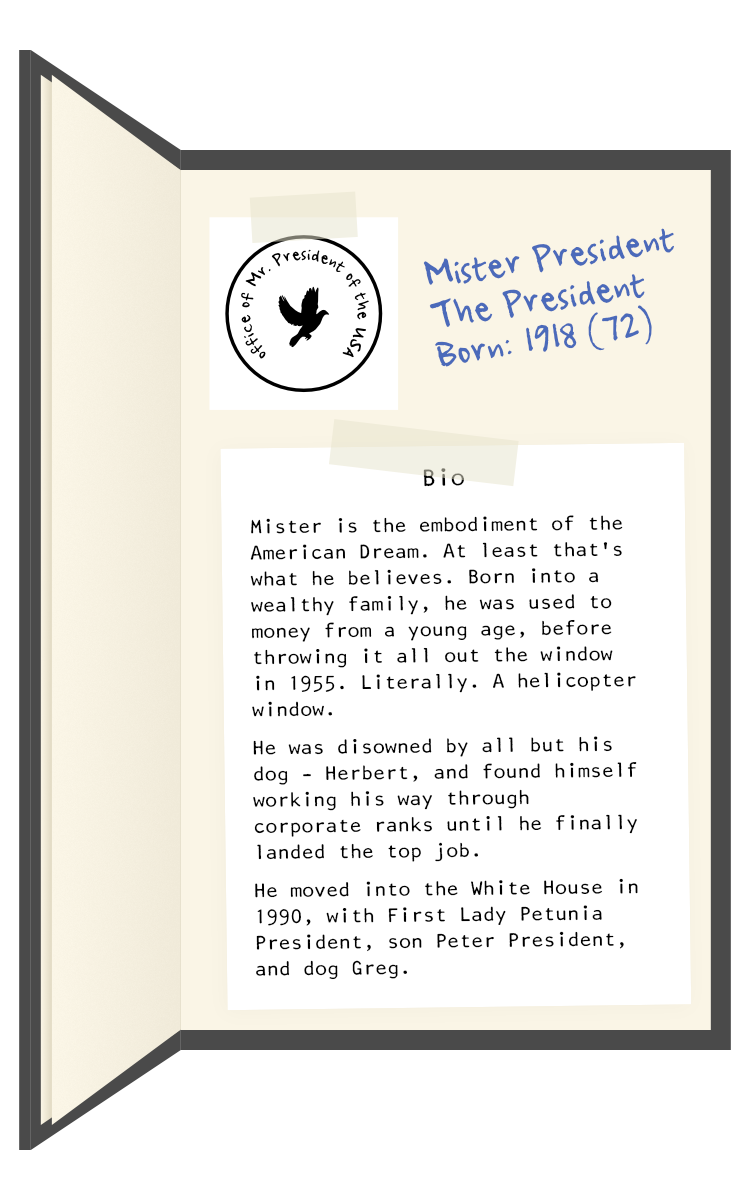 office of Mr. President of the USA
Mister President
The President
Born: 1918 (72)
Bio
Mister is the embodiment of the
American Dream. At least that's
what he believes. Born into a
wealthy family, he was used to
money from a young age, before
throwing it all out the window
in 1955. Literally. A helicopter
window.
He was disowned by all but his
dog - Herbert, and found himself
working his way through
corporate ranks until he finally
landed the top job.
He moved into the White House in
1990, with First Lady Petunia
President, son Peter President,
and dog Greg.